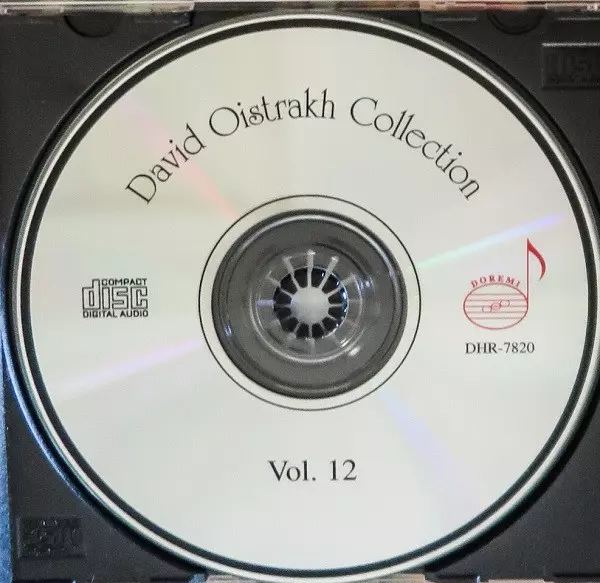 David Oistrakh Collection
COMPACT
disc
DIGITAL AUDIO
DOREMI
DHR-7820
Vol. 12